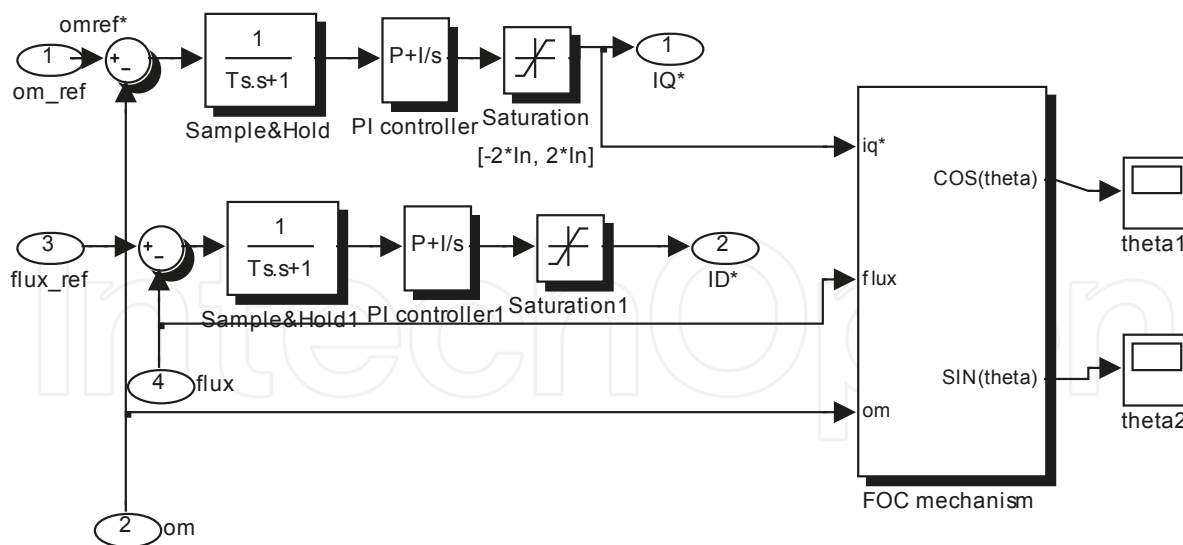 omref*
1
om_ref
+
−
1
Ts.s+1
Sample&Hold
P+I/s
PI controller
Saturation
[-2*In, 2*In]
1
IQ*
3
flux_ref
+
−
1
Ts.s+1
Sample&Hold1
P+I/s
PI controller1
Saturation1
2
ID*
4
flux
2
om
iq*
flux
om
COS(theta)
SIN(theta)
FOC mechanism
theta1
theta2
IntechOpen